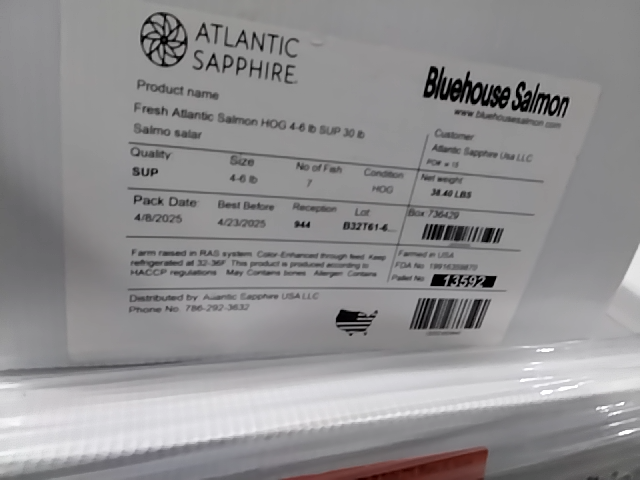 ATLANTIC
SAPPHIRE
Bluehouse Salmon
www.bluehousesalmon.com
Product name
Fresh Atlantic Salmon HOG 4-6 lb SUP 30 lb
Salmo salar
Customer
Atlantic Sapphire Usa LLC
Quality
Size
No of Fish
Condition
SUP
4-6 lb
7
HOG
Net weight
38.40 LBS
Pack Date
Best Before
Reception
Lot
4/8/2025
4/23/2025
944
B32T61-6...
Box 736429
Farm raised in RAS system. Color-Enhanced through feed. Keep
refrigerated at 32-36F. This product is produced according to
HACCP regulations May Contains bones Allergen: Contains
Farmed in USA
FDA No
Pallet No 13592
Distributed by Atlantic Sapphire USA LLC
Phone No. 786-292-3632